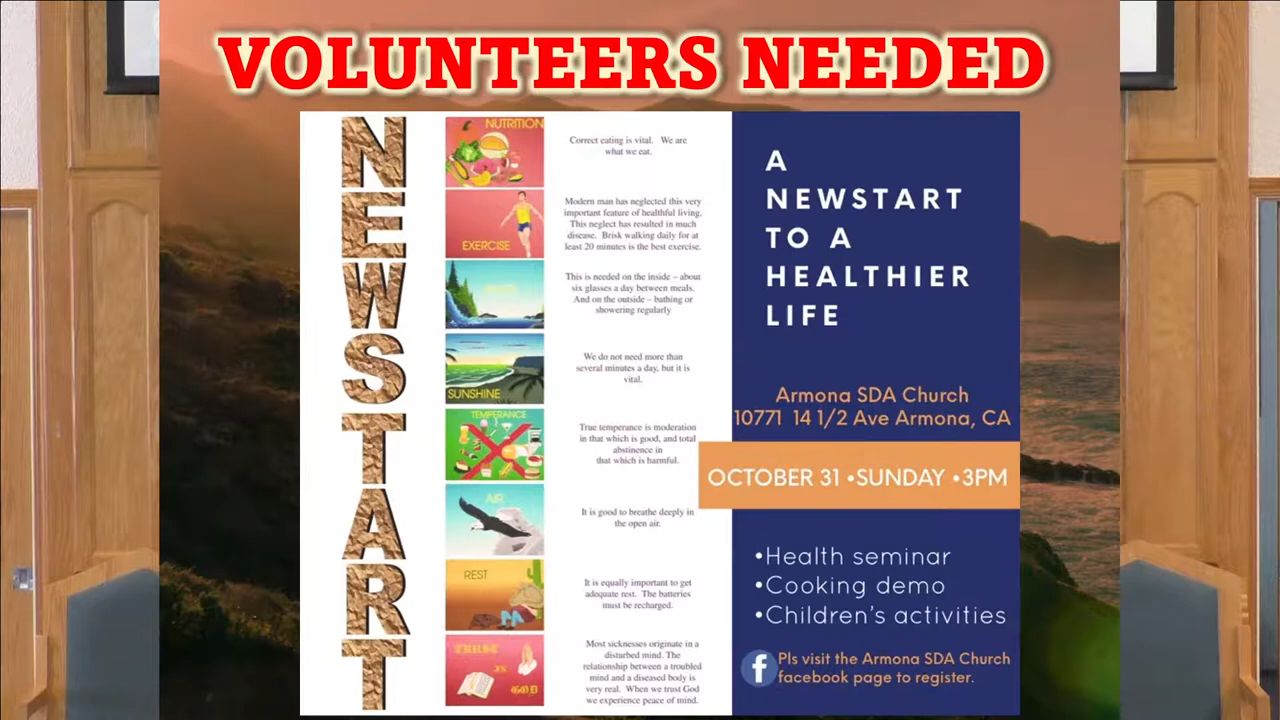 VOLUNTEERS NEEDED
NEWSTART
NUTRITION
Correct eating is vital. We are
what we eat.
EXERCISE
Modern man has neglected this very
important feature of healthful living.
This neglect has resulted in much
disease. Brisk walking daily for at
least 20 minutes is the best exercise.
This is needed on the inside – about
six glasses a day between meals.
And on the outside – bathing or
showering regularly
SUNSHINE
We do not need more than
several minutes a day, but it is
vital.
TEMPERANCE
True temperance is moderation
in that which is good, and total
abstinence in
that which is harmful.
AIR
It is good to breathe deeply in
the open air.
REST
It is equally important to get
adequate rest. The batteries
must be recharged.
TRUST
IN
GOD
Most sicknesses originate in a
disturbed mind. The
relationship between a troubled
mind and a diseased body is
very real. When we trust God
we experience peace of mind.
A
NEWSTART
TO A
HEALTHIER
LIFE
Armona SDA Church
10771 14 1/2 Ave Armona, CA
OCTOBER 31 •SUNDAY •3PM
•Health seminar
•Cooking demo
•Children's activities
f
Pls visit the Armona SDA Church
facebook page to register.